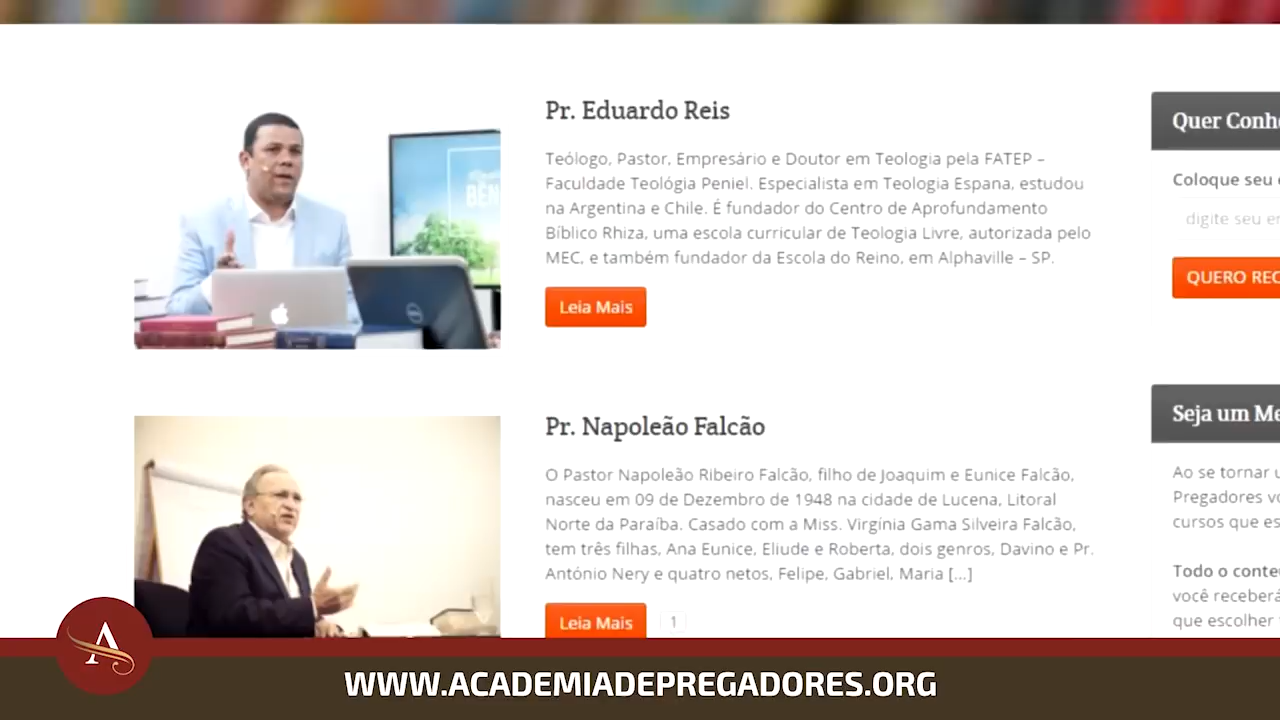 Pr. Eduardo Reis
Teólogo, Pastor, Empresário e Doutor em Teologia pela FATEP –
Faculdade Teológia Peniel. Especialista em Teologia Espana, estudou
na Argentina e Chile. É fundador do Centro de Aprofundamento
Bíblico Rhiza, uma escola curricular de Teologia Livre, autorizada pelo
MEC, e também fundador da Escola do Reino, em Alphaville – SP.
Leia Mais
Quer Conh
Coloque seu
digite seu
QUERO REC
Pr. Napoleão Falcão
O Pastor Napoleão Ribeiro Falcão, filho de Joaquim e Eunice Falcão,
nasceu em 09 de Dezembro de 1948 na cidade de Lucena, Litoral
Norte da Paraíba. Casado com a Miss. Virgínia Gama Silveira Falcão,
tem três filhas, Ana Eunice, Eliude e Roberta, dois genros, Davino e Pr.
António Nery e quatro netos, Felipe, Gabriel, Maria [...]
Leia Mais 1
Seja um Me
Ao se tornar u
Pregadores vo
cursos que es
Todo o conte
você receberá
que escolher
A
WWW.ACADEMIADEPREGADORES.ORG